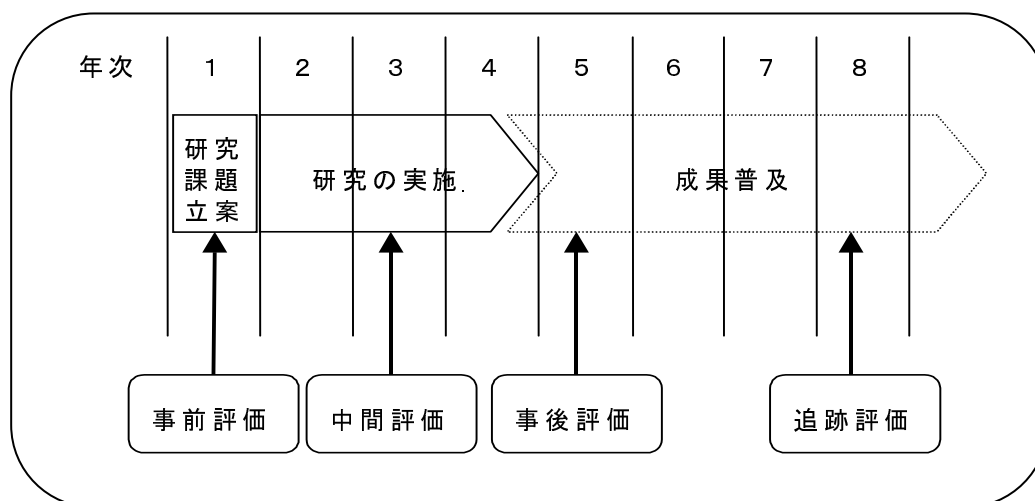 年次 1 2 3 4 5 6 7 8
研究
課題
立案
研究の実施.
成果普及
事前評価
中間評価
事後評価
追跡評価